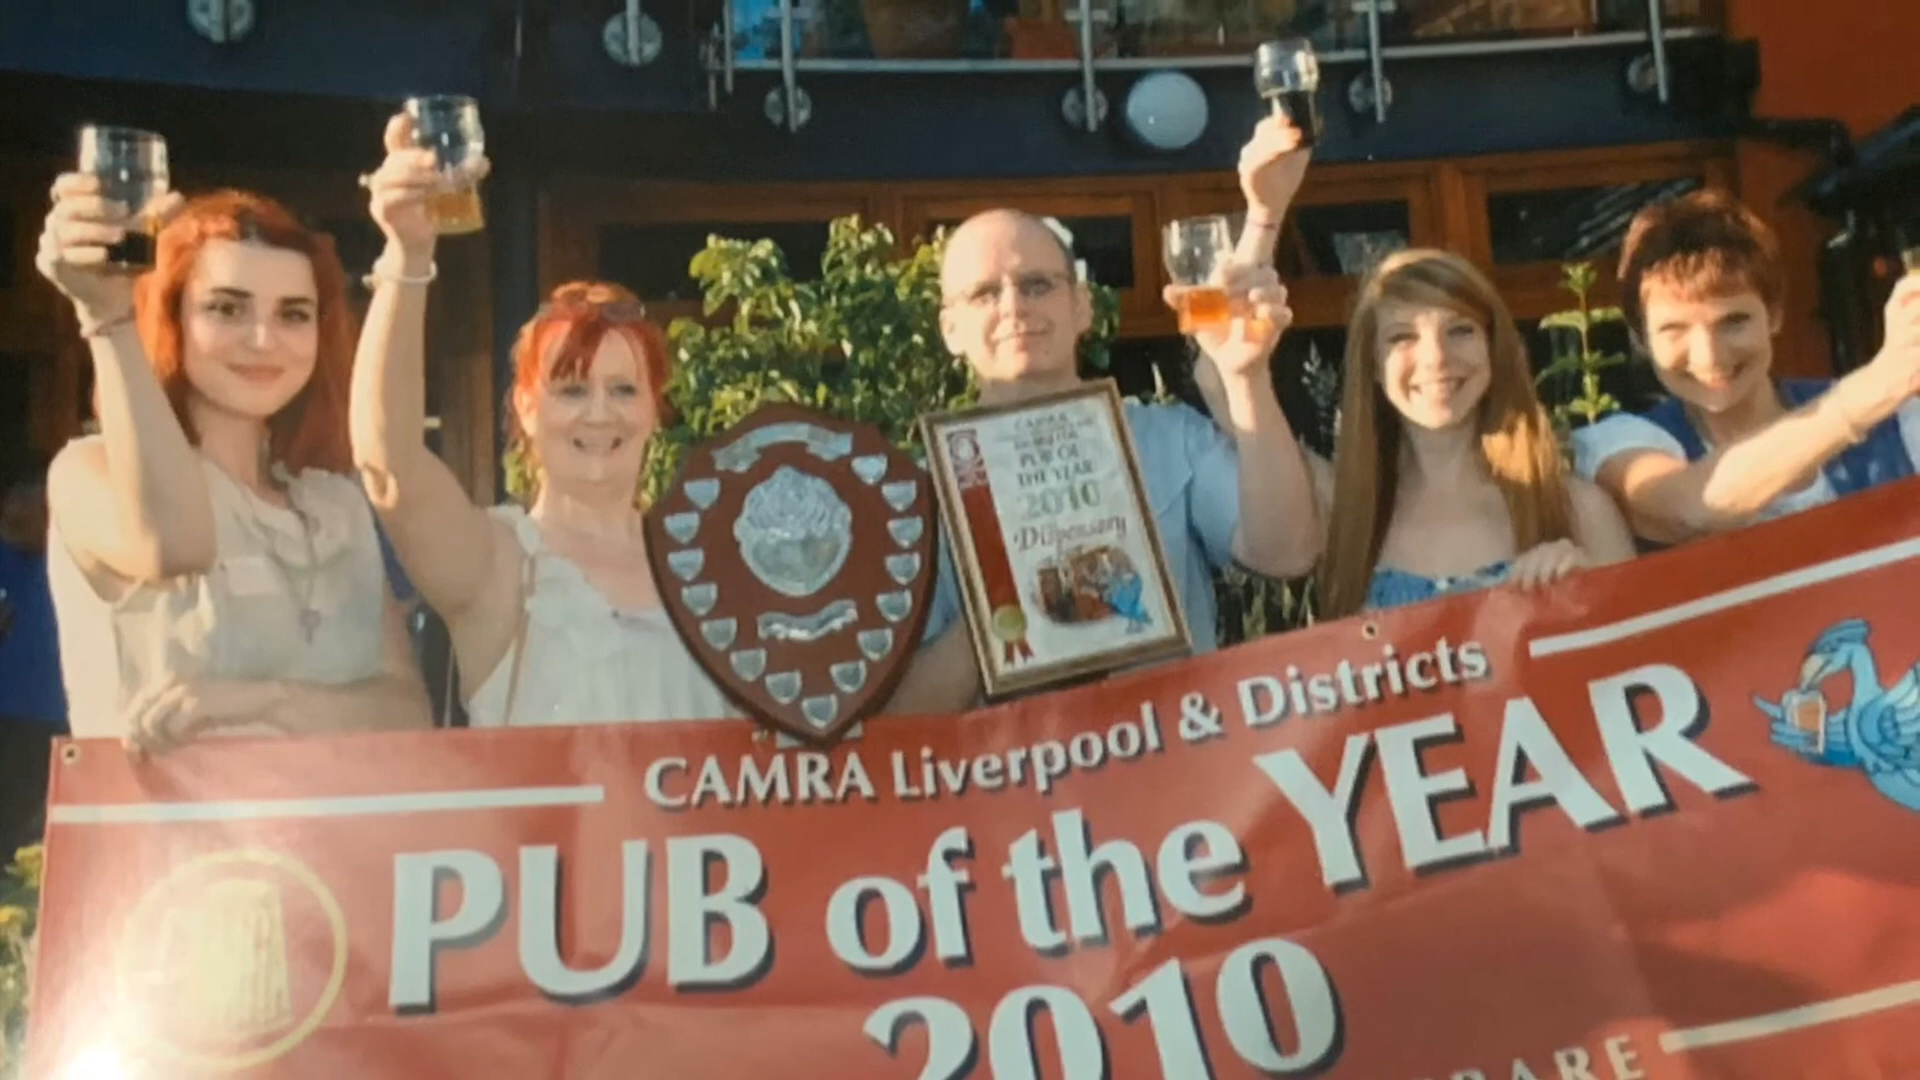 CAMRA
PUB OF
THE YEAR
2010
Dispensary
CAMRA Liverpool & Districts
PUB of the YEAR
2010